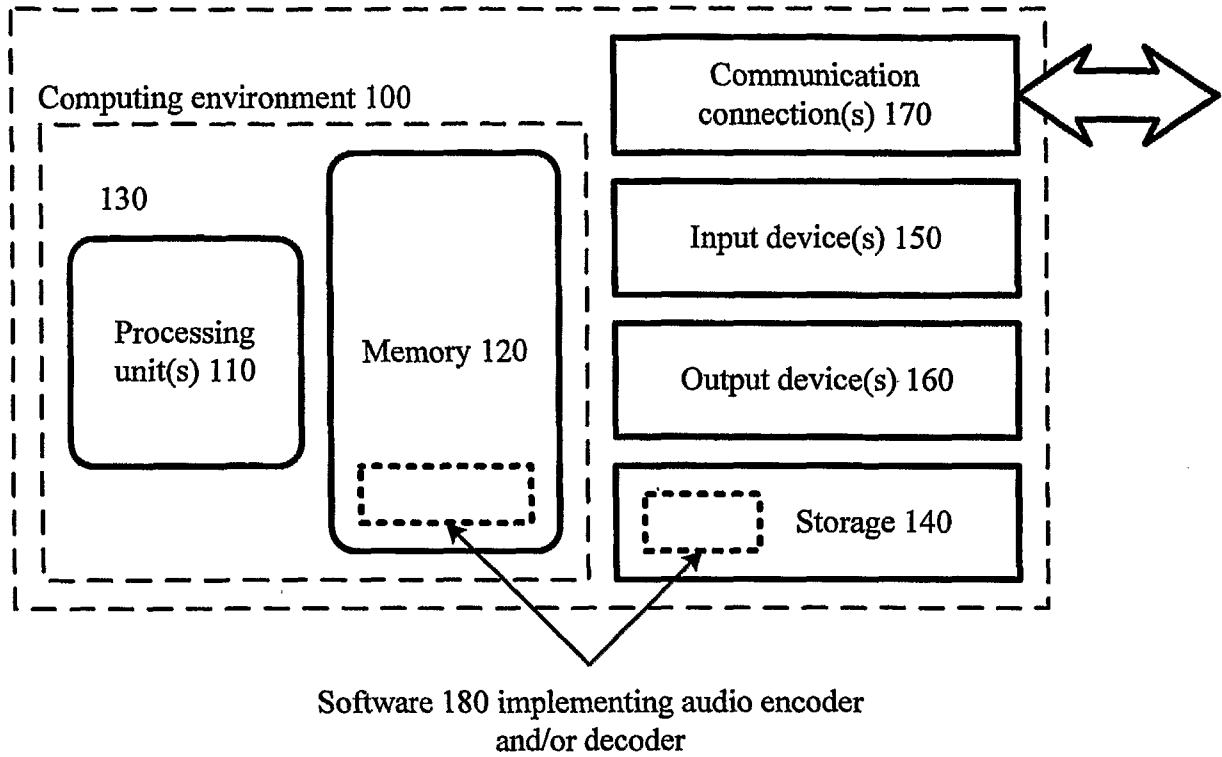 Computing environment 100
130
Processing
unit(s) 110
Memory 120
Communication
connection(s) 170
Input device(s) 150
Output device(s) 160
Storage 140
Software 180 implementing audio encoder
and/or decoder